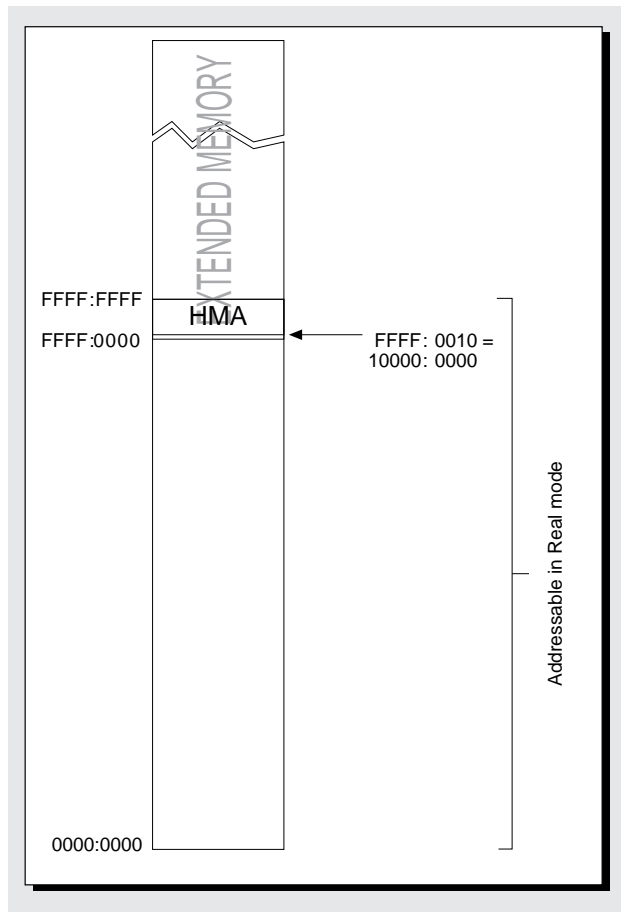 EXTENDED MEMORY
FFFF:FFFF
HMA
FFFF:0000
FFFF: 0010 =
10000: 0000
Addressable in Real mode
0000:0000